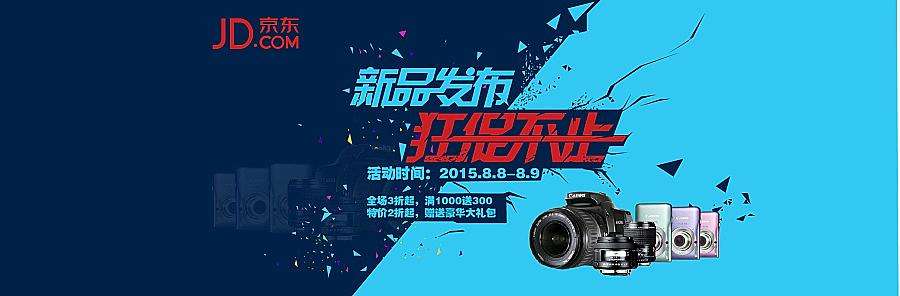 JD 京东
.COM
新品发布
狂促不止
活动时间：2015.8.8-8.9
全场3折起，满1000送300
特价2折起，赠送豪华大礼包
Canon